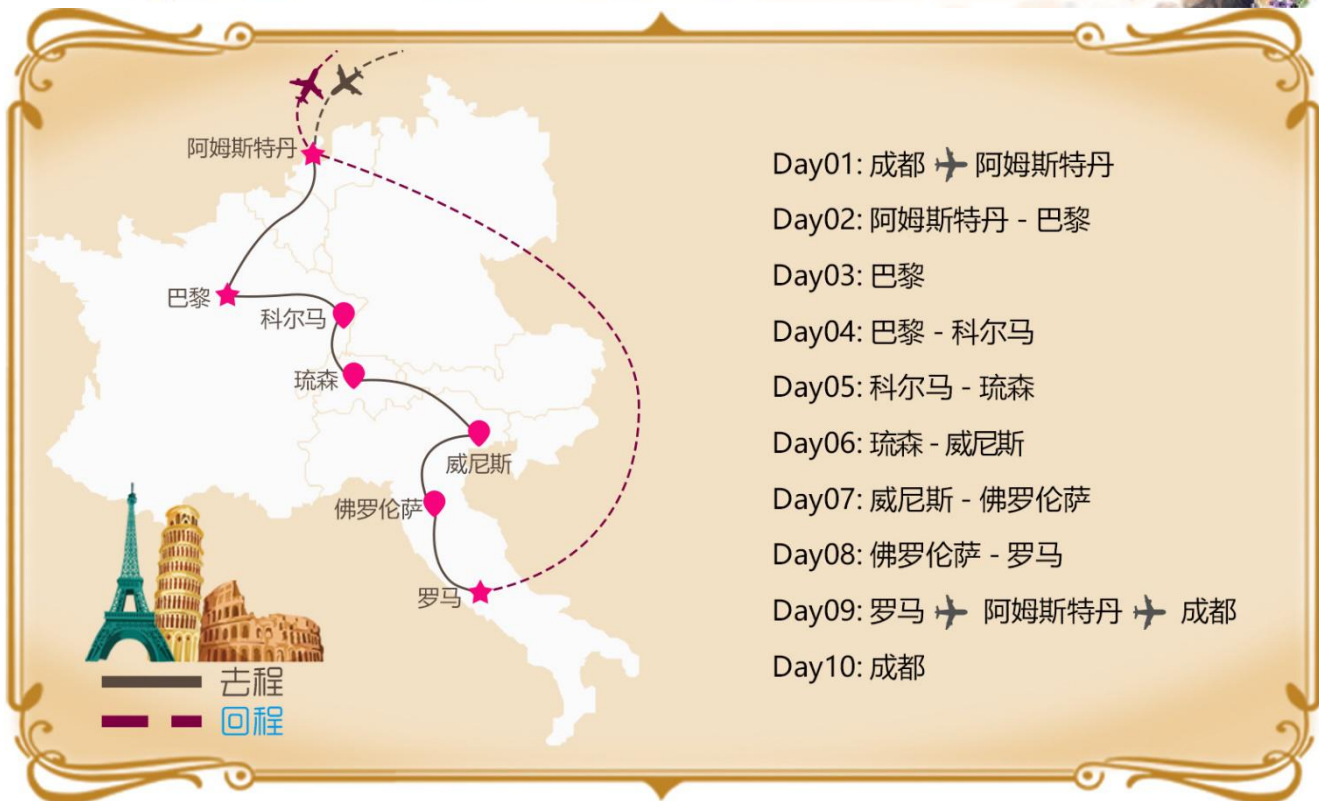 阿姆斯特丹
巴黎
科尔马
琉森
威尼斯
佛罗伦萨
罗马
去程
回程
Day01: 成都 阿姆斯特丹
Day02: 阿姆斯特丹 - 巴黎
Day03: 巴黎
Day04: 巴黎 - 科尔马
Day05: 科尔马 - 琉森
Day06: 琉森 - 威尼斯
Day07: 威尼斯 - 佛罗伦萨
Day08: 佛罗伦萨 - 罗马
Day09: 罗马 阿姆斯特丹 成都
Day10: 成都